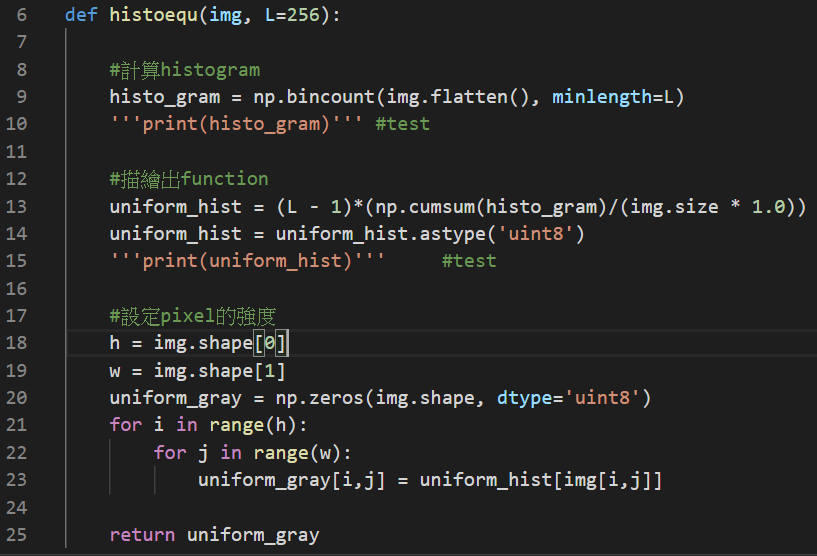 6 def histoequ(img, L=256):
7
8 #計算histogram
9 histo_gram = np.bincount(img.flatten(), minlength=L)
10 '''print(histo_gram)''' #test
11
12 #描繪出function
13 uniform_hist = (L - 1)*(np.cumsum(histo_gram)/(img.size * 1.0))
14 uniform_hist = uniform_hist.astype('uint8')
15 '''print(uniform_hist)''' #test
16
17 #設定pixel的強度
18 h = img.shape[0]
19 w = img.shape[1]
20 uniform_gray = np.zeros(img.shape, dtype='uint8')
21 for i in range(h):
22 for j in range(w):
23 uniform_gray[i,j] = uniform_hist[img[i,j]]
24
25 return uniform_gray